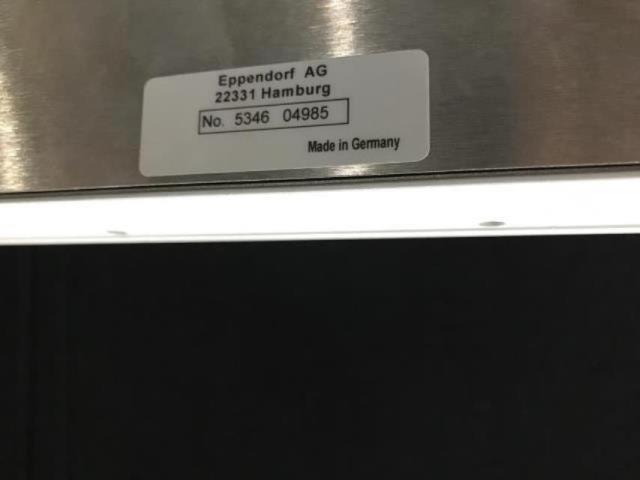 Eppendorf AG
22331 Hamburg
No. 5346 04985
Made in Germany